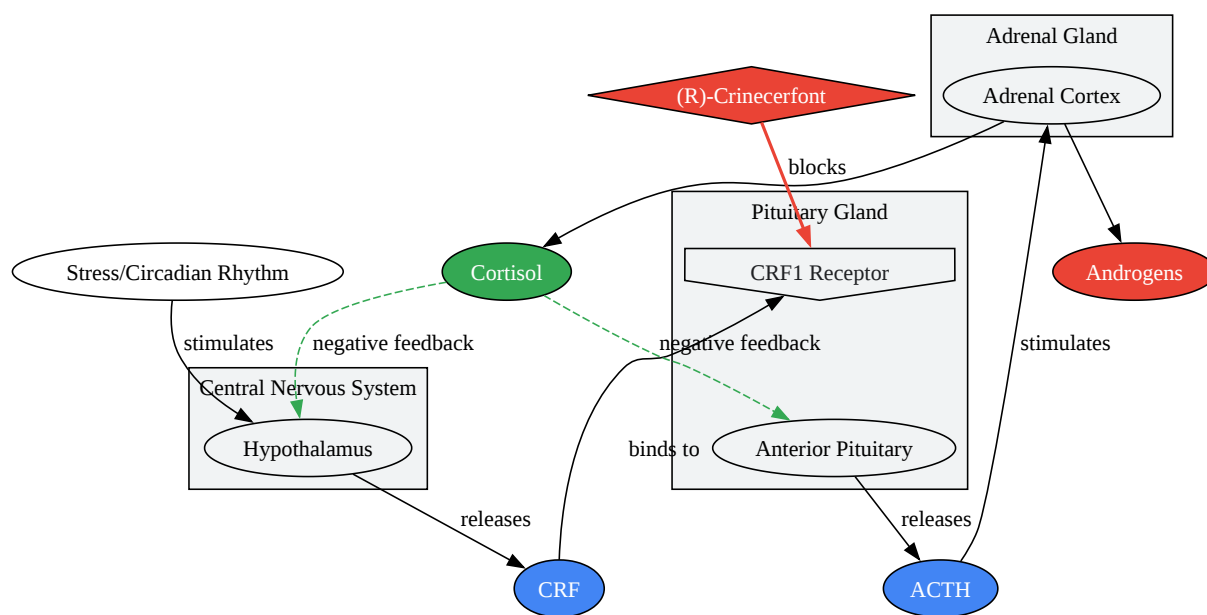 Adrenal Gland
(R)-Crinecerfont
Adrenal Cortex
blocks
Pituitary Gland
Stress/Circadian Rhythm
Cortisol
CRF1 Receptor
Androgens
stimulates
negative feedback
negative feedback
stimulates
Central Nervous System
Hypothalamus
binds to
Anterior Pituitary
releases
releases
CRF
ACTH